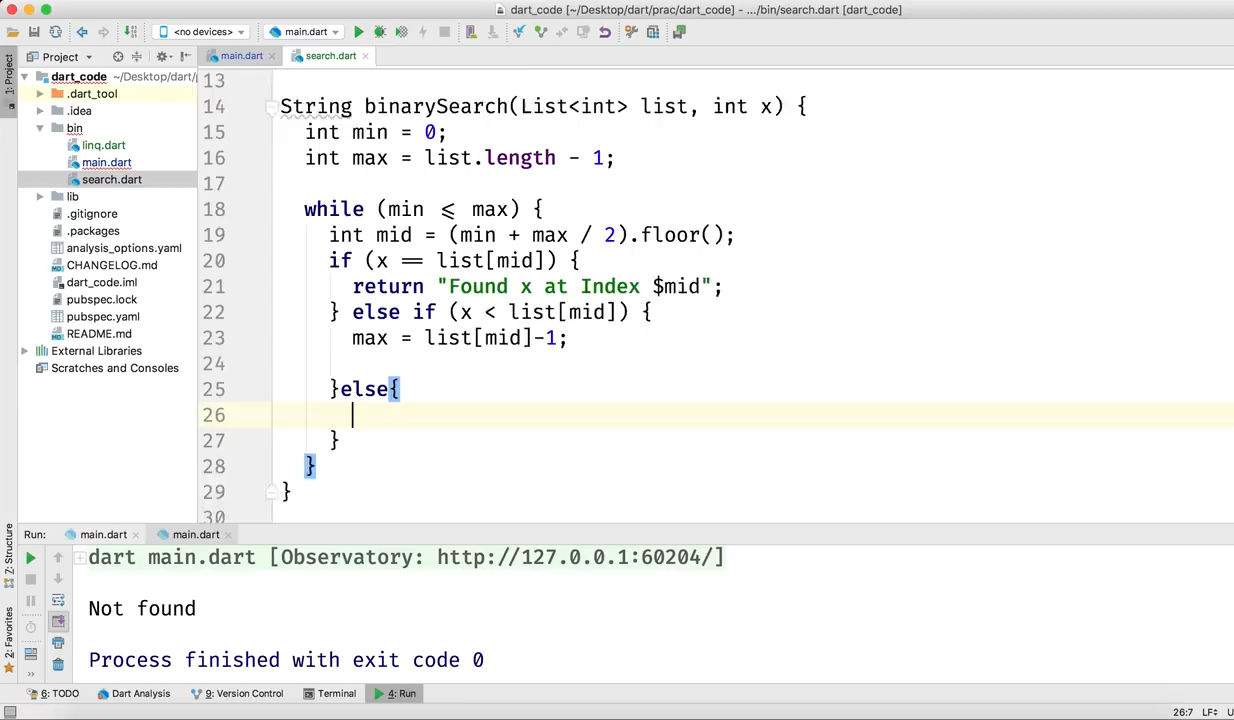 dart_code [~/Desktop/dart/prac/dart_code] - .../bin/search.dart [dart_code]
<no devices> main.dart
Project main.dart search.dart
1: Project
dart_code ~/Desktop/dart/
.dart_tool
.idea
bin
linq.dart
main.dart
search.dart
lib
.gitignore
.packages
analysis_options.yaml
CHANGELOG.md
dart_code.iml
pubspec.lock
pubspec.yaml
README.md
External Libraries
Scratches and Consoles
13
14 String binarySearch(List<int> list, int x) {
15 int min = 0;
16 int max = list.length - 1;
17
18 while (min <= max) {
19 int mid = (min + max / 2).floor();
20 if (x == list[mid]) {
21 return "Found x at Index $mid";
22 } else if (x < list[mid]) {
23 max = list[mid]-1;
24
25 }else{
26
27 }
28 }
29 }
30
7: Structure
2: Favorites
Run: main.dart main.dart
dart main.dart [Observatory: http://127.0.0.1:60204/]
Not found
Process finished with exit code 0
>>
6: TODO Dart Analysis 9: Version Control Terminal 4: Run
26:7 LF÷ U